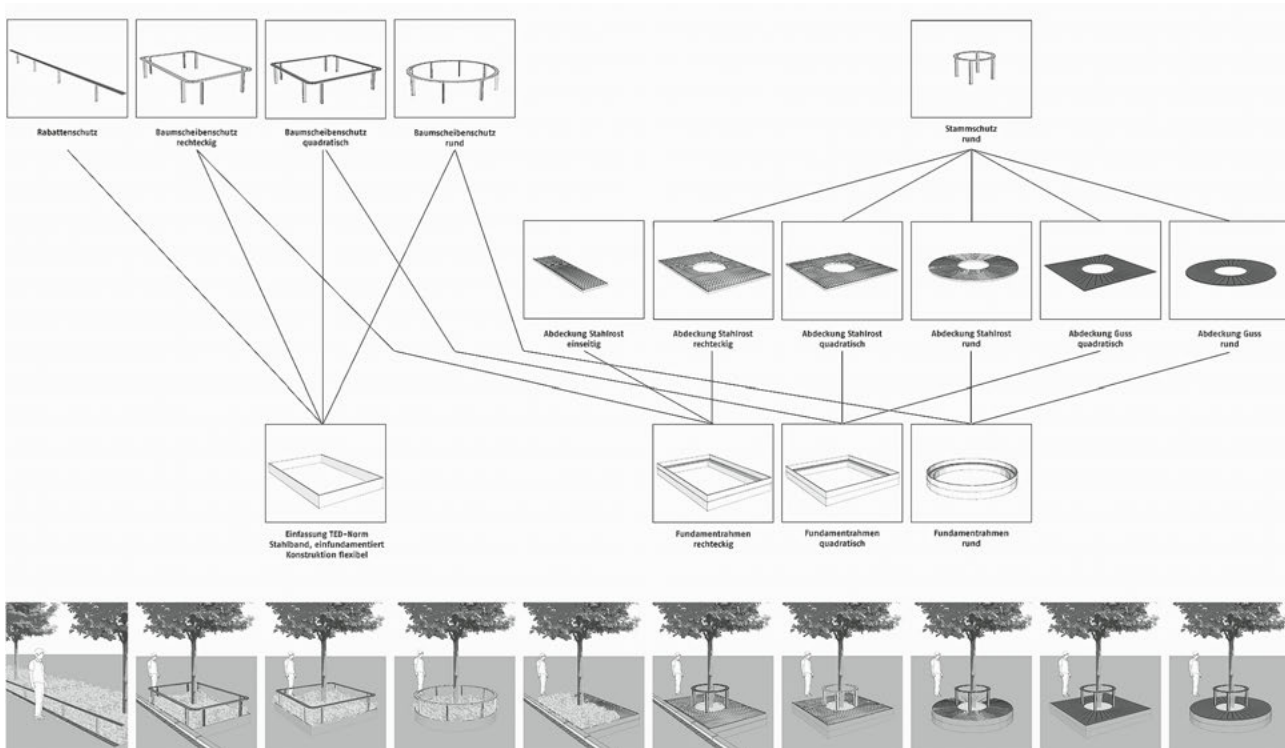 Rabattenschutz
Baumscheibenschutz
rechteckig
Baumscheibenschutz
quadratisch
Baumscheibenschutz
rund
Stammschutz
rund
Abdeckung Stahlrost
einseitig
Abdeckung Stahlrost
rechteckig
Abdeckung Stahlrost
quadratisch
Abdeckung Stahlrost
rund
Abdeckung Guss
quadratisch
Abdeckung Guss
rund
Einfassung TED-Norm
Stahlband, einfundamentiert
Konstruktion flexibel
Fundamentrahmen
rechteckig
Fundamentrahmen
quadratisch
Fundamentrahmen
rund